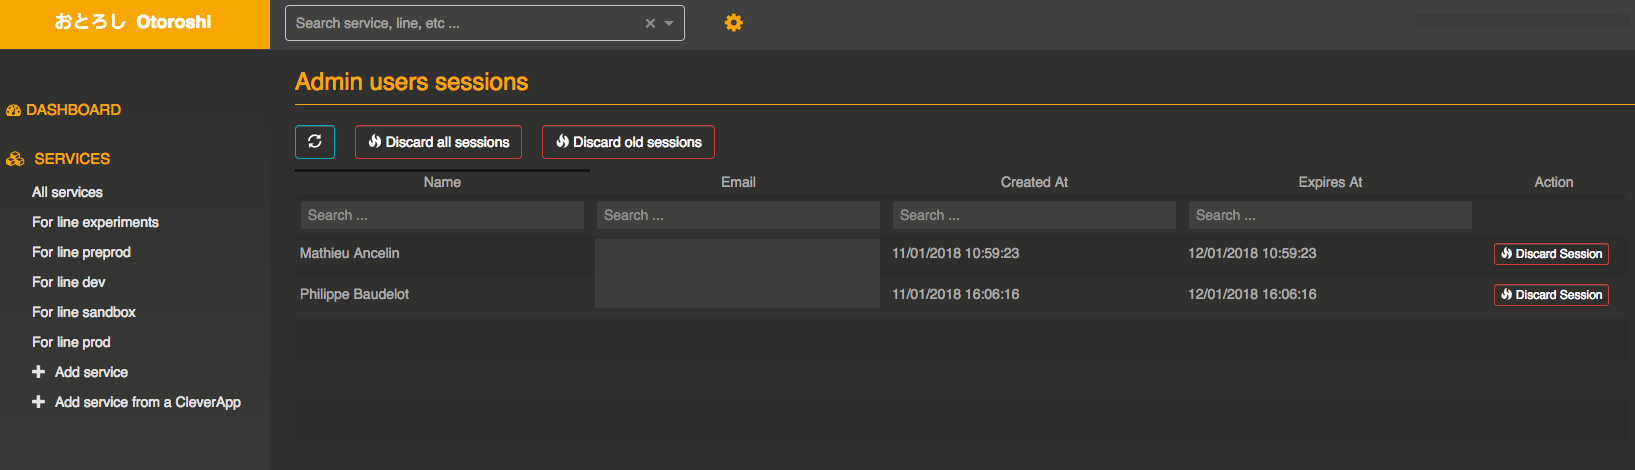 おとろし Otoroshi
Search service, line, etc ...
DASHBOARD
SERVICES
All services
For line experiments
For line preprod
For line dev
For line sandbox
For line prod
Add service
Add service from a CleverApp
Admin users sessions
Discard all sessions Discard old sessions
Name Email Created At Expires At Action
Search ... Search ... Search ... Search ...
Mathieu Ancelin 11/01/2018 10:59:23 12/01/2018 10:59:23 Discard Session
Philippe Baudelot 11/01/2018 16:06:16 12/01/2018 16:06:16 Discard Session